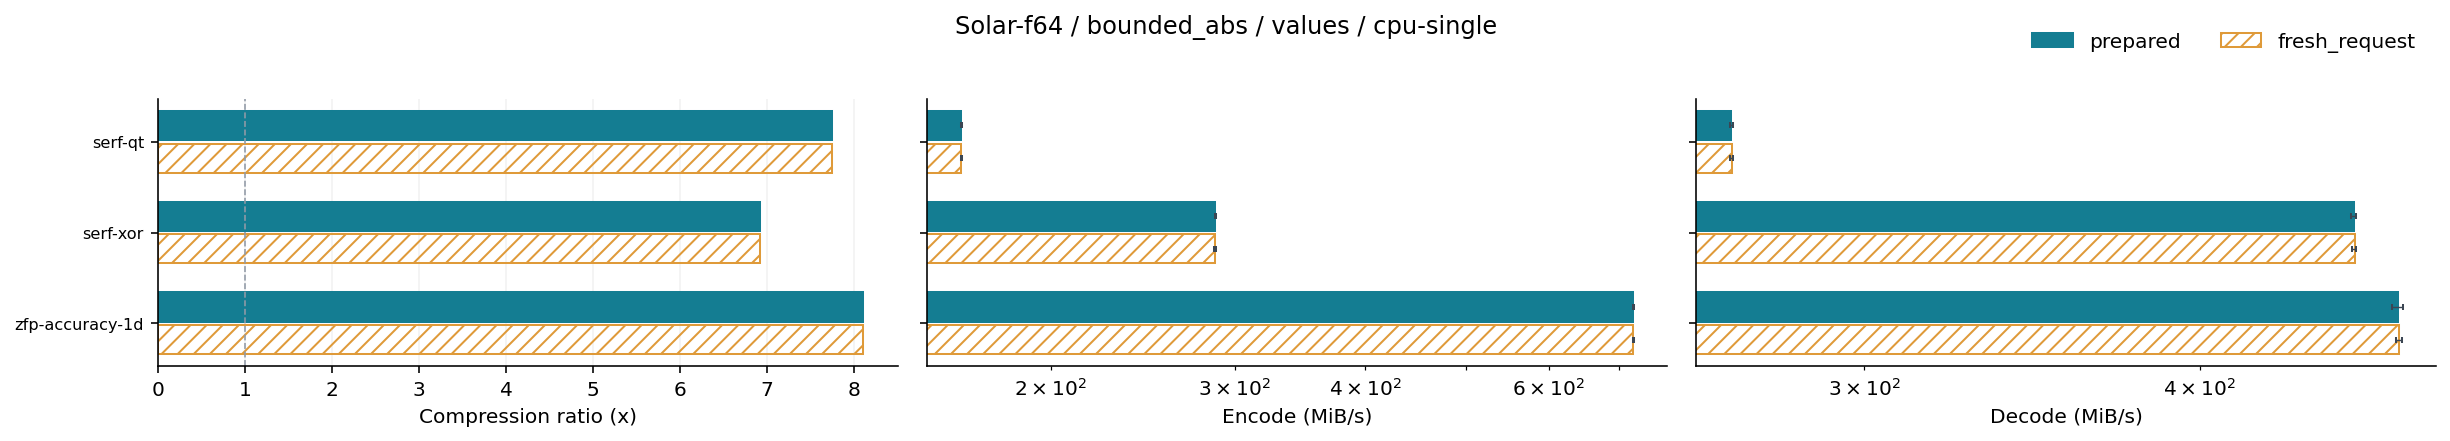 Solar-f64 / bounded_abs / values / cpu-single
prepared
fresh_request
serf-qt
serf-xor
zfp-accuracy-1d
0 1 2 3 4 5 6 7 8
Compression ratio (x)
2 × 10² 3 × 10² 4 × 10² 6 × 10²
Encode (MiB/s)
3 × 10² 4 × 10²
Decode (MiB/s)